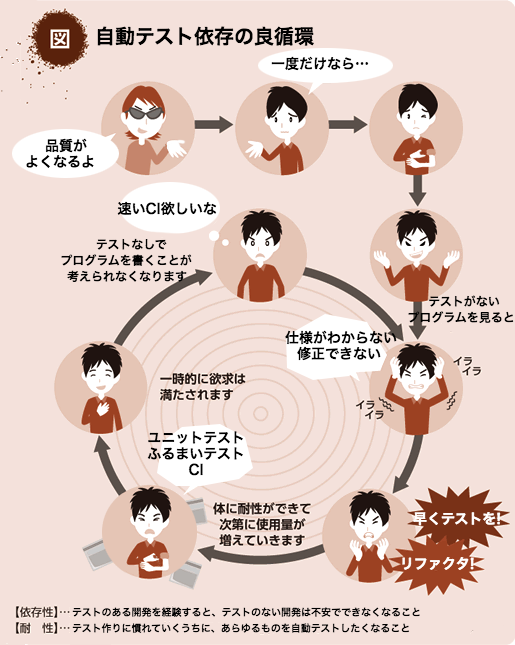 図
自動テスト依存の良循環
一度だけなら…
品質が
よくなるよ
速いCI欲しいな
テストなしで
プログラムを書くことが
考えられなくなります
テストがない
プログラムを見ると
仕様がわからない
修正できない
イラ
イラ
イラ
イラ
一時的に欲求は
満たされます
ユニットテスト
ふるまいテスト
CI
体に耐性ができて
次第に使用量が
増えていきます
早くテストを!
リファクタ!
【依存性】… テストのある開発を経験すると、テストのない開発は不安でできなくなること
【耐　性】… テスト作りに慣れていくうちに、あらゆるものを自動テストしたくなること